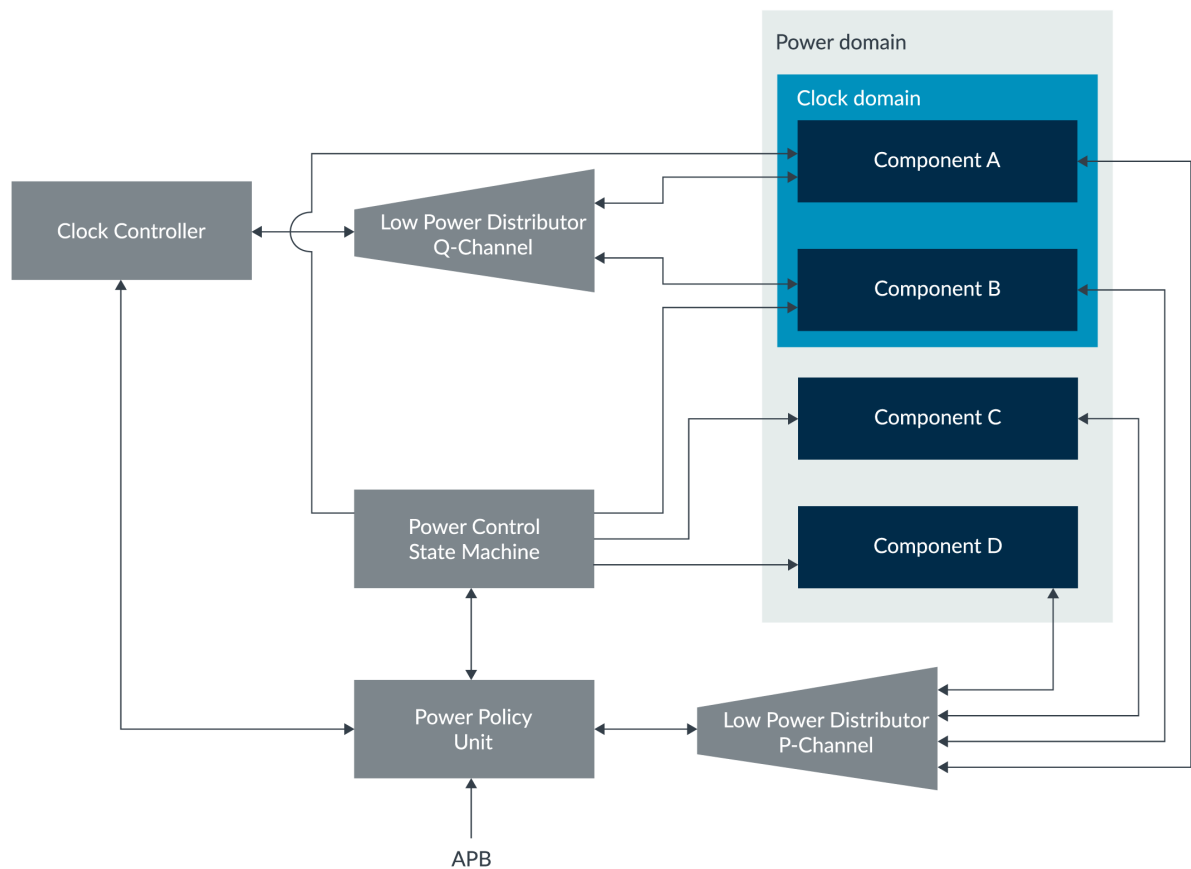 Power domain
Clock domain
Component A
Clock Controller
Low Power Distributor
Q-Channel
Component B
Component C
Power Control
State Machine
Component D
Power Policy
Unit
Low Power Distributor
P-Channel
APB